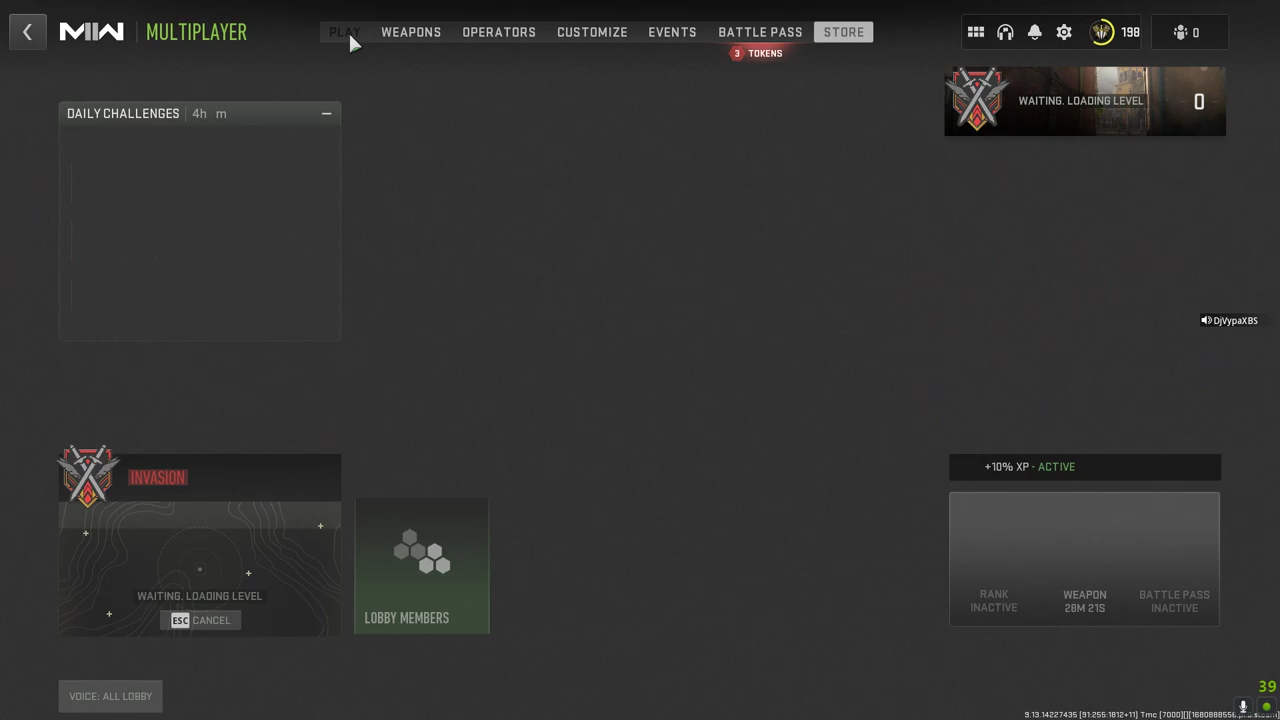 MW MULTIPLAYER
PLAY WEAPONS OPERATORS CUSTOMIZE EVENTS BATTLE PASS STORE
198
0
3 TOKENS
WAITING. LOADING LEVEL 0
DAILY CHALLENGES 4h m
DjVypaXBS
INVASION
WAITING. LOADING LEVEL
ESC CANCEL
LOBBY MEMBERS
+10% XP - ACTIVE
RANK
INACTIVE
WEAPON
28M 21S
BATTLE PASS
INACTIVE
VOICE: ALL LOBBY
39